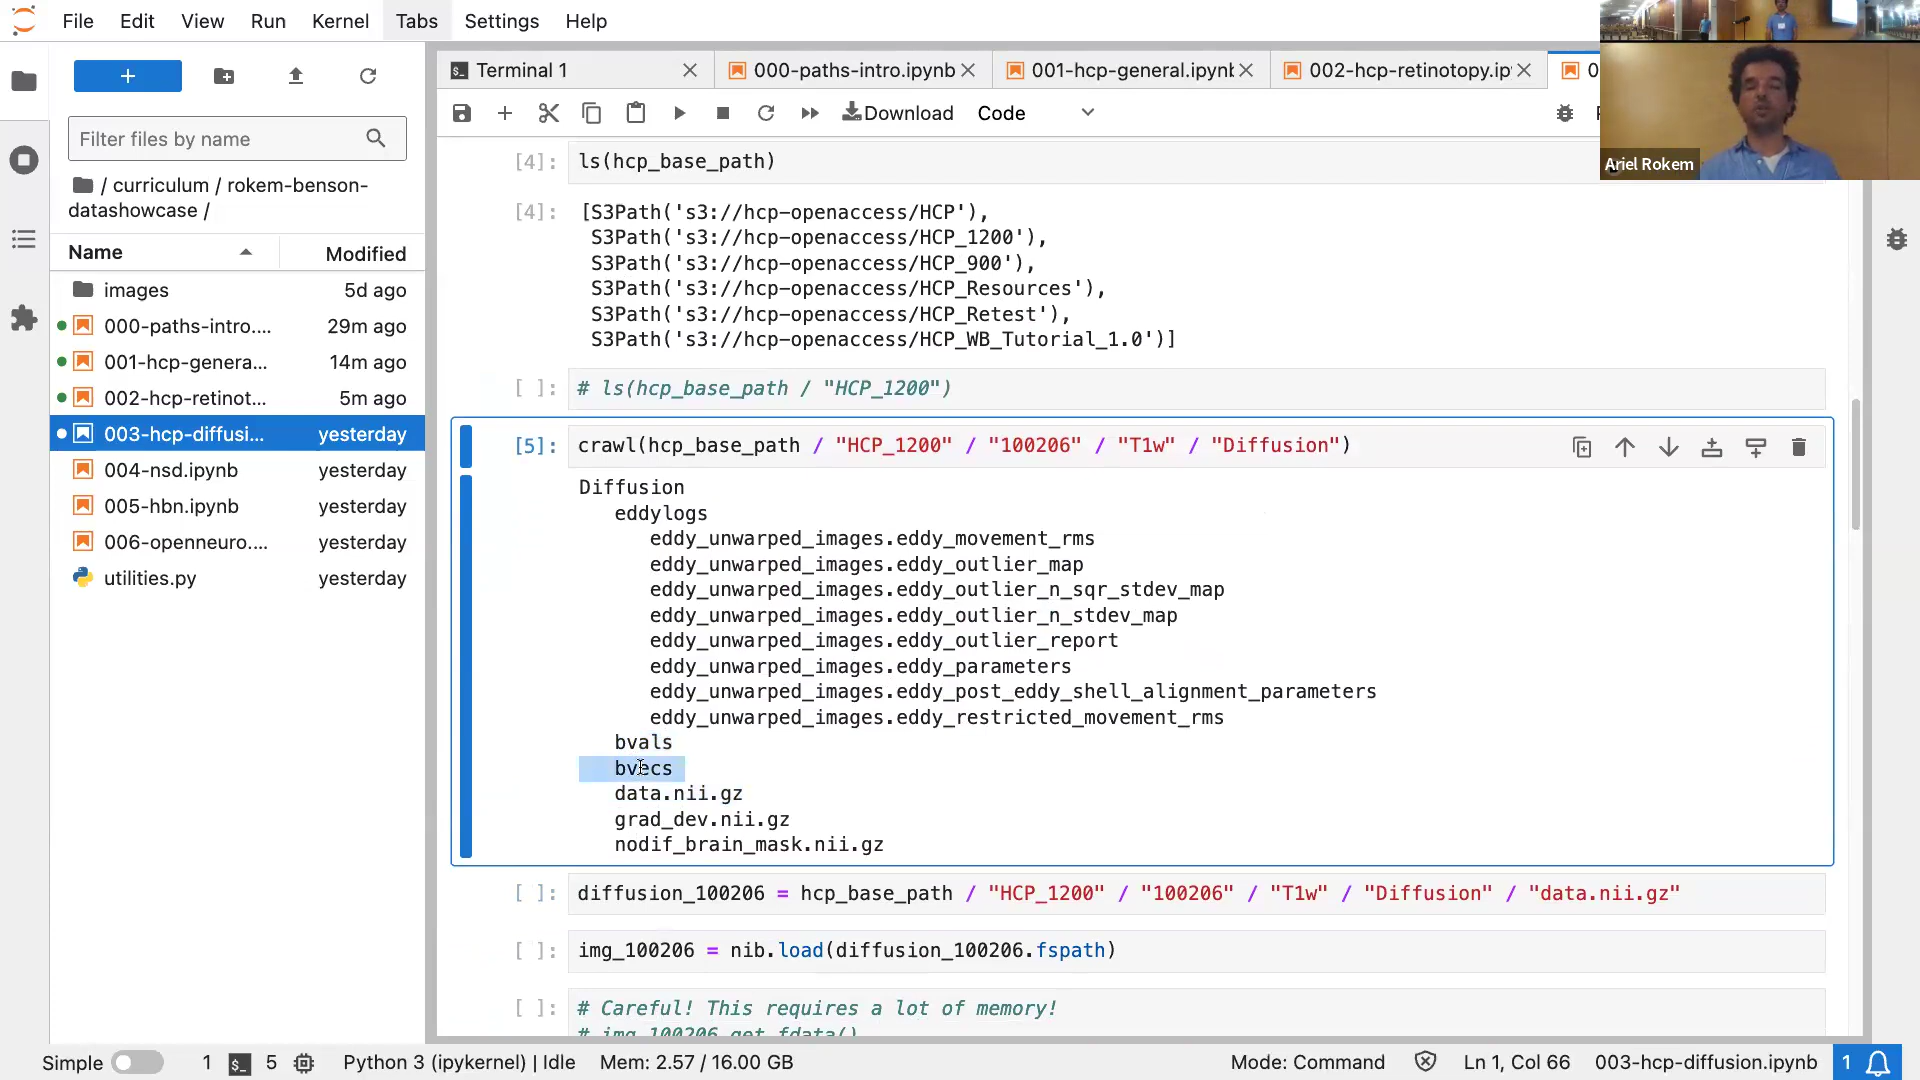 File Edit View Run Kernel Tabs Settings Help
Ariel Rokem
Filter files by name
/ curriculum / rokem-benson-
datashowcase /
Name Modified
images 5d ago
000-paths-intro.... 29m ago
001-hcp-genera... 14m ago
002-hcp-retinot... 5m ago
003-hcp-diffusi... yesterday
004-nsd.ipynb yesterday
005-hbn.ipynb yesterday
006-openneuro.... yesterday
utilities.py yesterday
Terminal 1 000-paths-intro.ipynb 001-hcp-general.ipynb 002-hcp-retinotopy.ip 0
Download Code
[4]: ls(hcp_base_path)
[4]: [S3Path('s3://hcp-openaccess/HCP'),
S3Path('s3://hcp-openaccess/HCP_1200'),
S3Path('s3://hcp-openaccess/HCP_900'),
S3Path('s3://hcp-openaccess/HCP_Resources'),
S3Path('s3://hcp-openaccess/HCP_Retest'),
S3Path('s3://hcp-openaccess/HCP_WB_Tutorial_1.0')]
[ ]: # ls(hcp_base_path / "HCP_1200")
[5]: crawl(hcp_base_path / "HCP_1200" / "100206" / "T1w" / "Diffusion")
Diffusion
eddylogs
eddy_unwarped_images.eddy_movement_rms
eddy_unwarped_images.eddy_outlier_map
eddy_unwarped_images.eddy_outlier_n_sqr_stdev_map
eddy_unwarped_images.eddy_outlier_n_stdev_map
eddy_unwarped_images.eddy_outlier_report
eddy_unwarped_images.eddy_parameters
eddy_unwarped_images.eddy_post_eddy_shell_alignment_parameters
eddy_unwarped_images.eddy_restricted_movement_rms
bvals
bvecs
data.nii.gz
grad_dev.nii.gz
nodif_brain_mask.nii.gz
[ ]: diffusion_100206 = hcp_base_path / "HCP_1200" / "100206" / "T1w" / "Diffusion" / "data.nii.gz"
[ ]: img_100206 = nib.load(diffusion_100206.fspath)
[ ]: # Careful! This requires a lot of memory!
# img_100206.get_fdata()
Simple 1 5 Python 3 (ipykernel) | Idle Mem: 2.57 / 16.00 GB Mode: Command Ln 1, Col 66 003-hcp-diffusion.ipynb 1